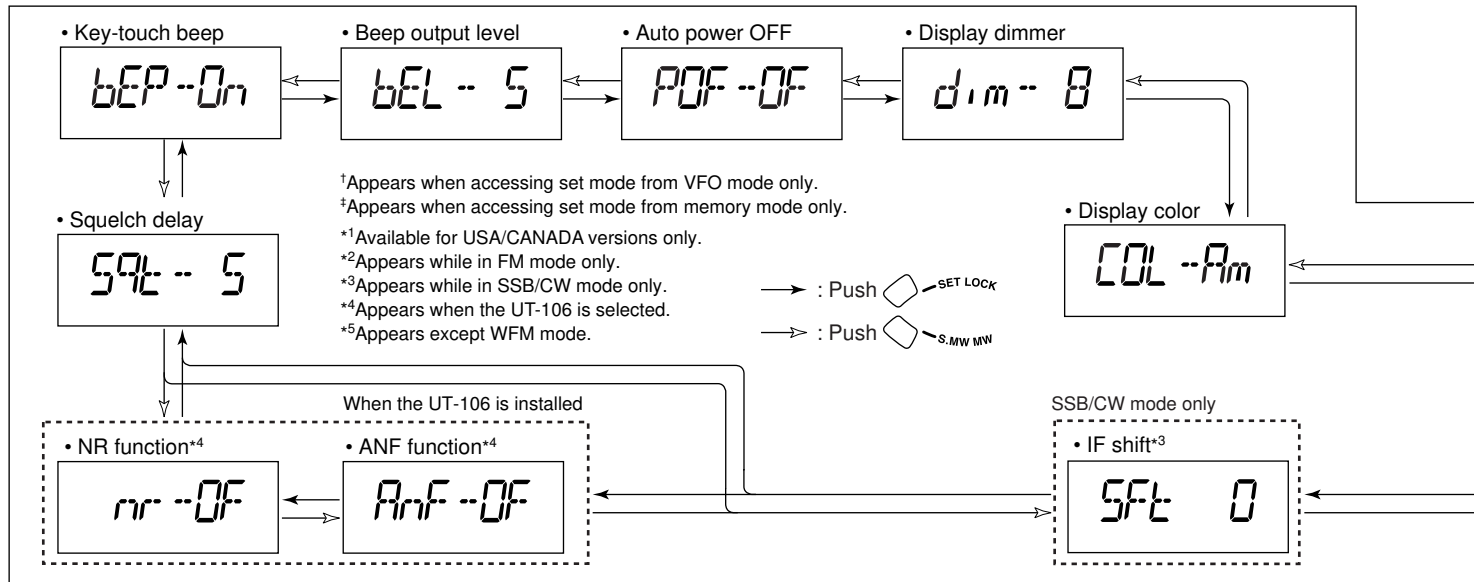 • Key-touch beep
bEP--On
• Beep output level
bEL-- 5
• Auto power OFF
POF--OF
• Display dimmer
dim-- 8
†Appears when accessing set mode from VFO mode only.
‡Appears when accessing set mode from memory mode only.
*1Available for USA/CANADA versions only.
*2Appears while in FM mode only.
*3Appears while in SSB/CW mode only.
*4Appears when the UT-106 is selected.
*5Appears except WFM mode.
: Push SET LOCK
: Push S.MW MW
• Squelch delay
Sqt-- S
• Display color
COL--Am
When the UT-106 is installed
• NR function*4
nr--OF
• ANF function*4
AnF--OF
SSB/CW mode only
• IF shift*3
SFt 0